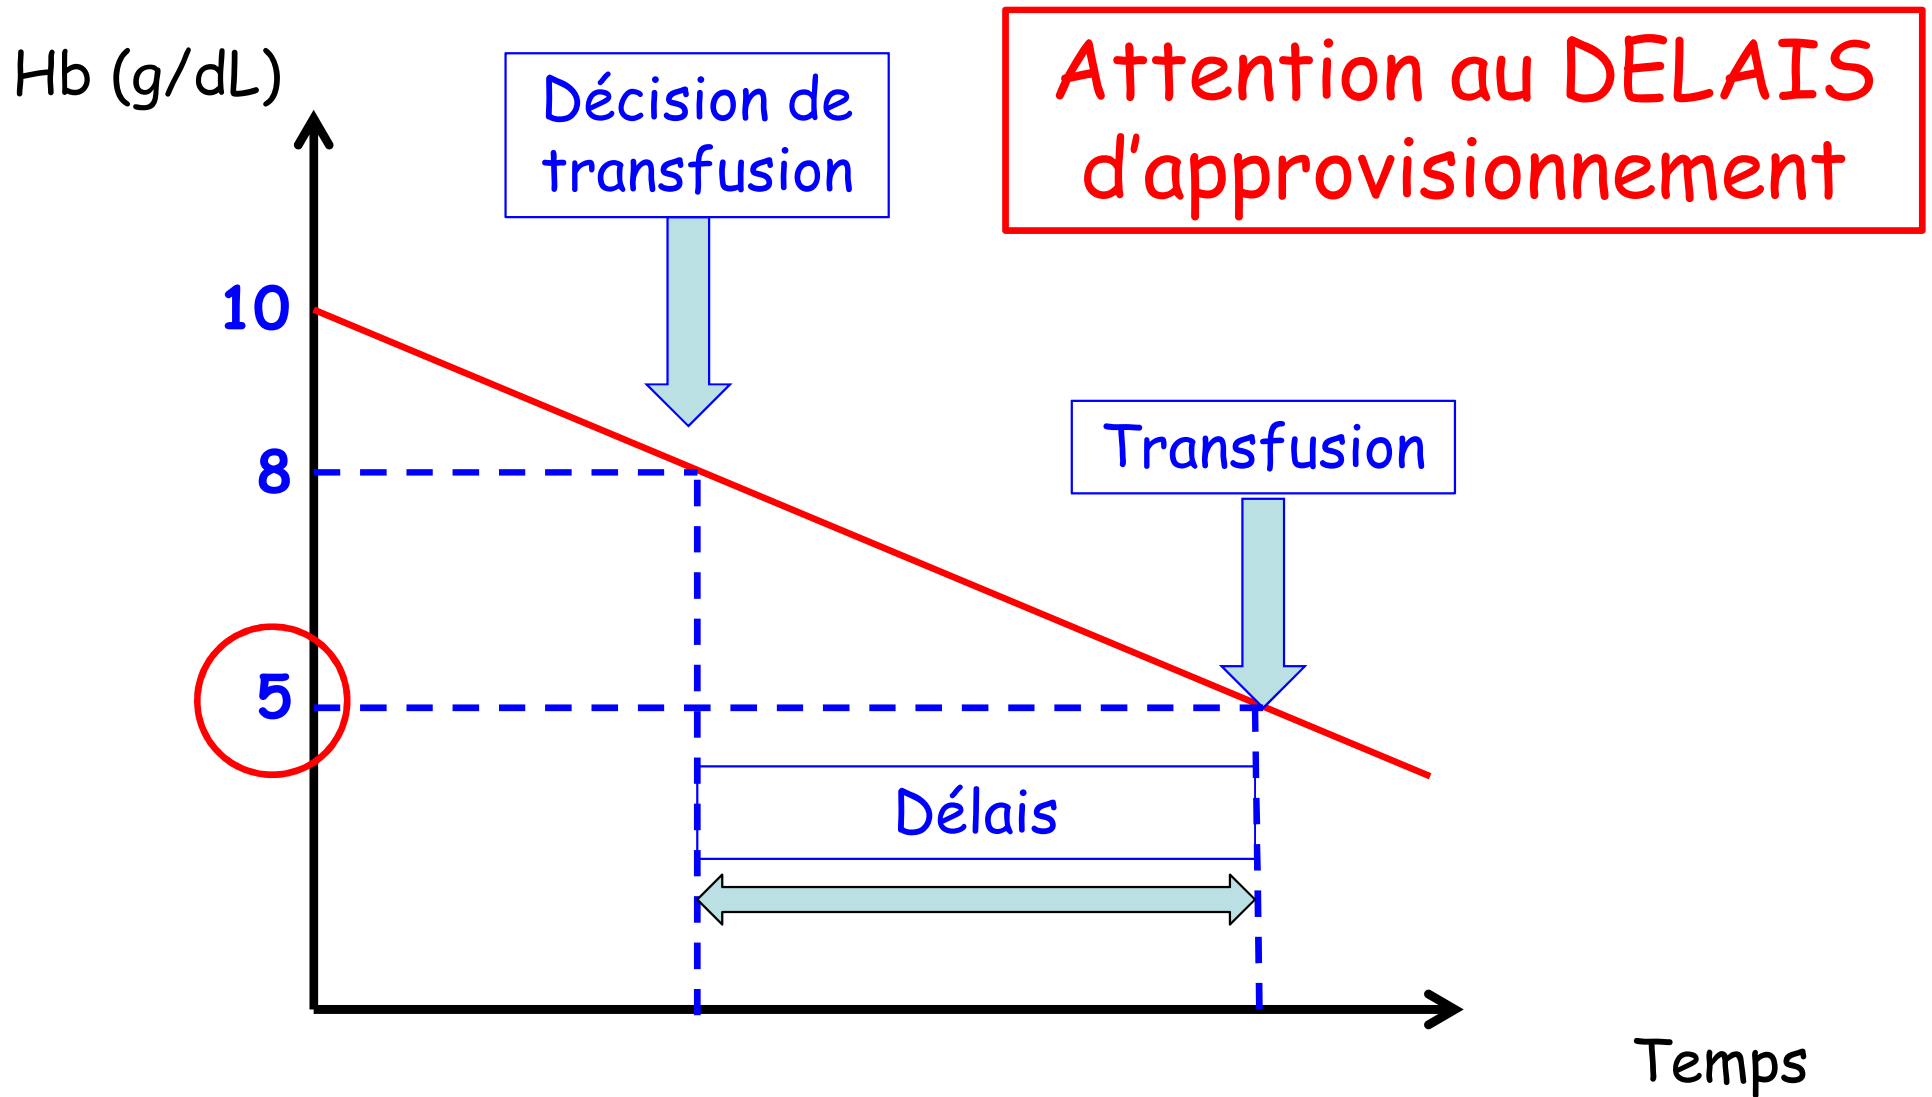 Hb (g/dL)
Décision de
transfusion
Attention au DELAIS
d'approvisionnement
10
8
Transfusion
5
Délais
Temps